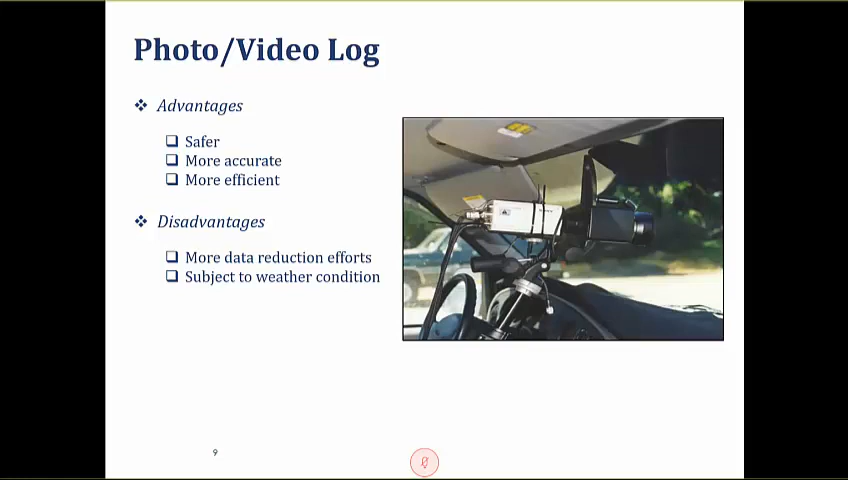 Photo/Video Log
❖ Advantages
❑ Safer
❑ More accurate
❑ More efficient
❖ Disadvantages
❑ More data reduction efforts
❑ Subject to weather condition
9